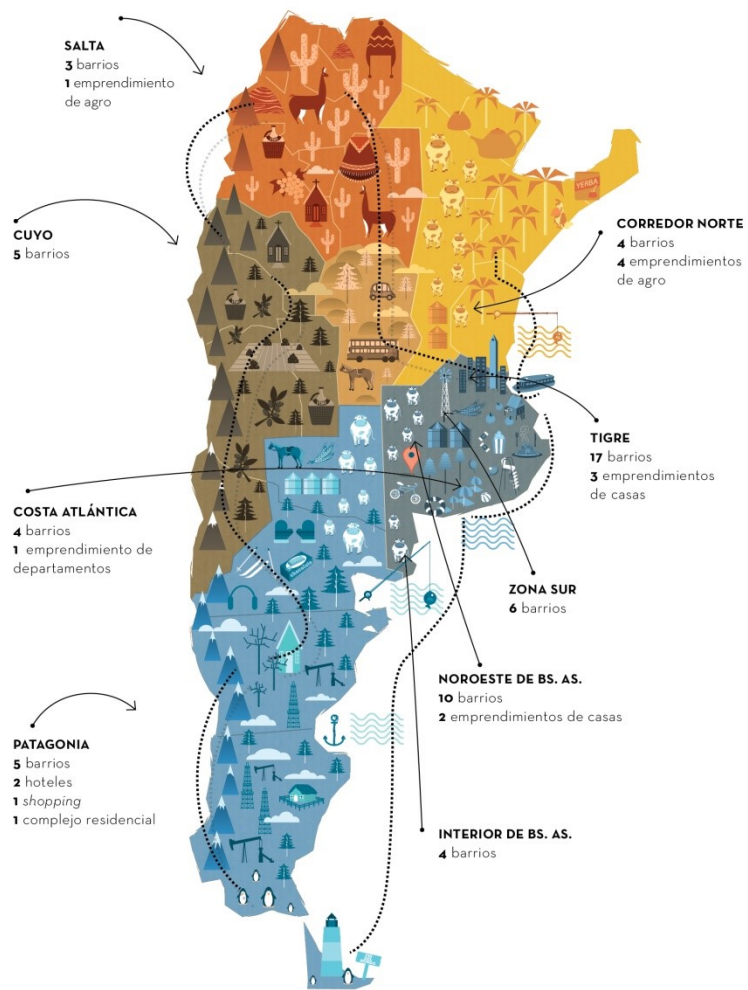 SALTA
3 barrios
1 emprendimiento
de agro
CUYO
5 barrios
YERBA
CORREDOR NORTE
4 barrios
4 emprendimientos
de agro
TIGRE
17 barrios
3 emprendimientos
de casas
COSTA ATLÁNTICA
4 barrios
1 emprendimiento de
departamentos
ZONA SUR
6 barrios
NOROESTE DE BS. AS.
10 barrios
2 emprendimientos de casas
PATAGONIA
5 barrios
2 hoteles
1 shopping
1 complejo residencial
INTERIOR DE BS. AS.
4 barrios